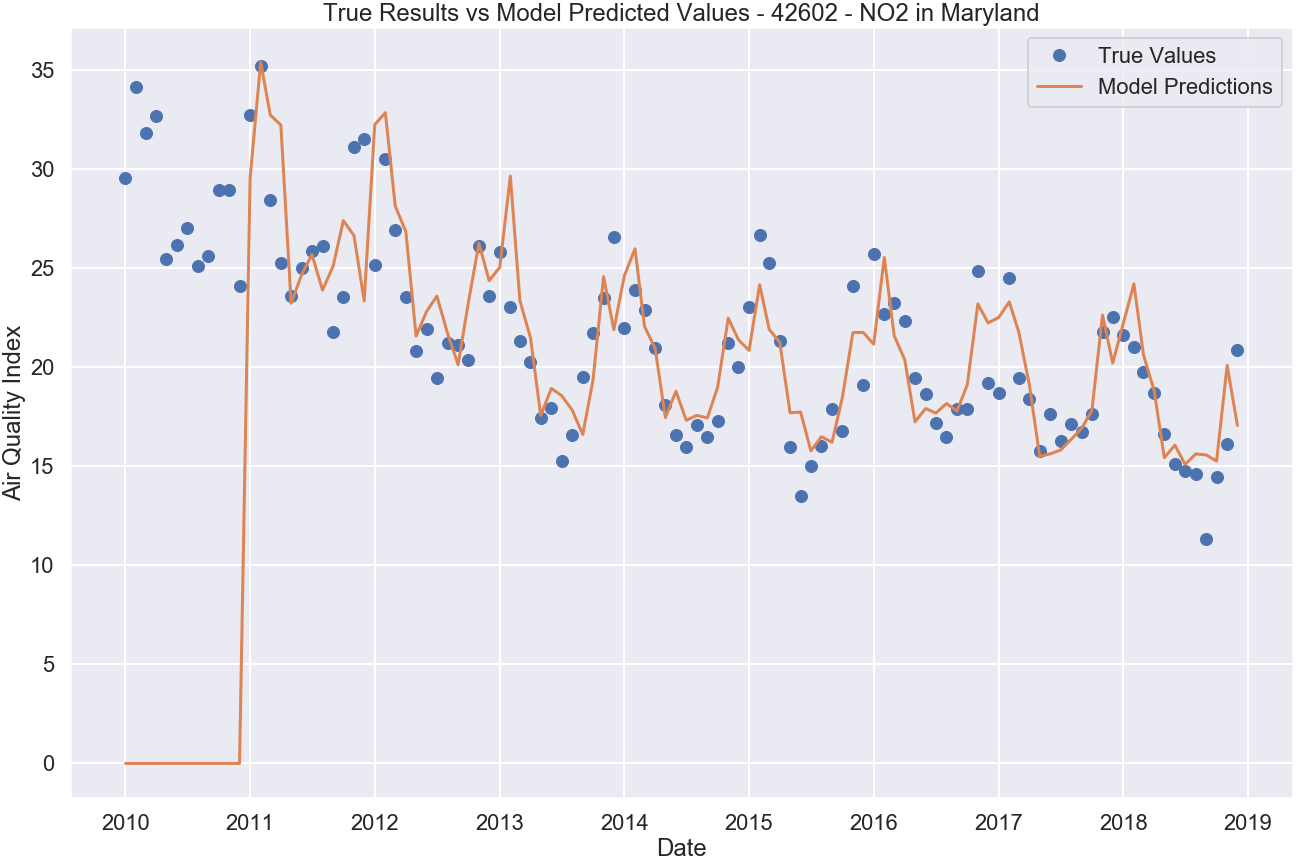 True Results vs Model Predicted Values - 42602 - NO2 in Maryland
True Values
Model Predictions
Air Quality Index
35
30
25
20
15
10
5
0
2010 2011 2012 2013 2014 2015 2016 2017 2018 2019
Date